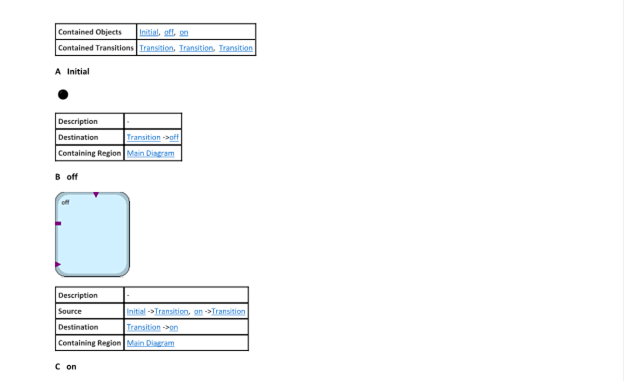 Contained Objects Initial, off, on
Contained Transitions Transition, Transition, Transition
A Initial
Description -
Destination Transition ->off
Containing Region Main Diagram
B off
off
Description -
Source Initial ->Transition, on ->Transition
Destination Transition ->on
Containing Region Main Diagram
C on